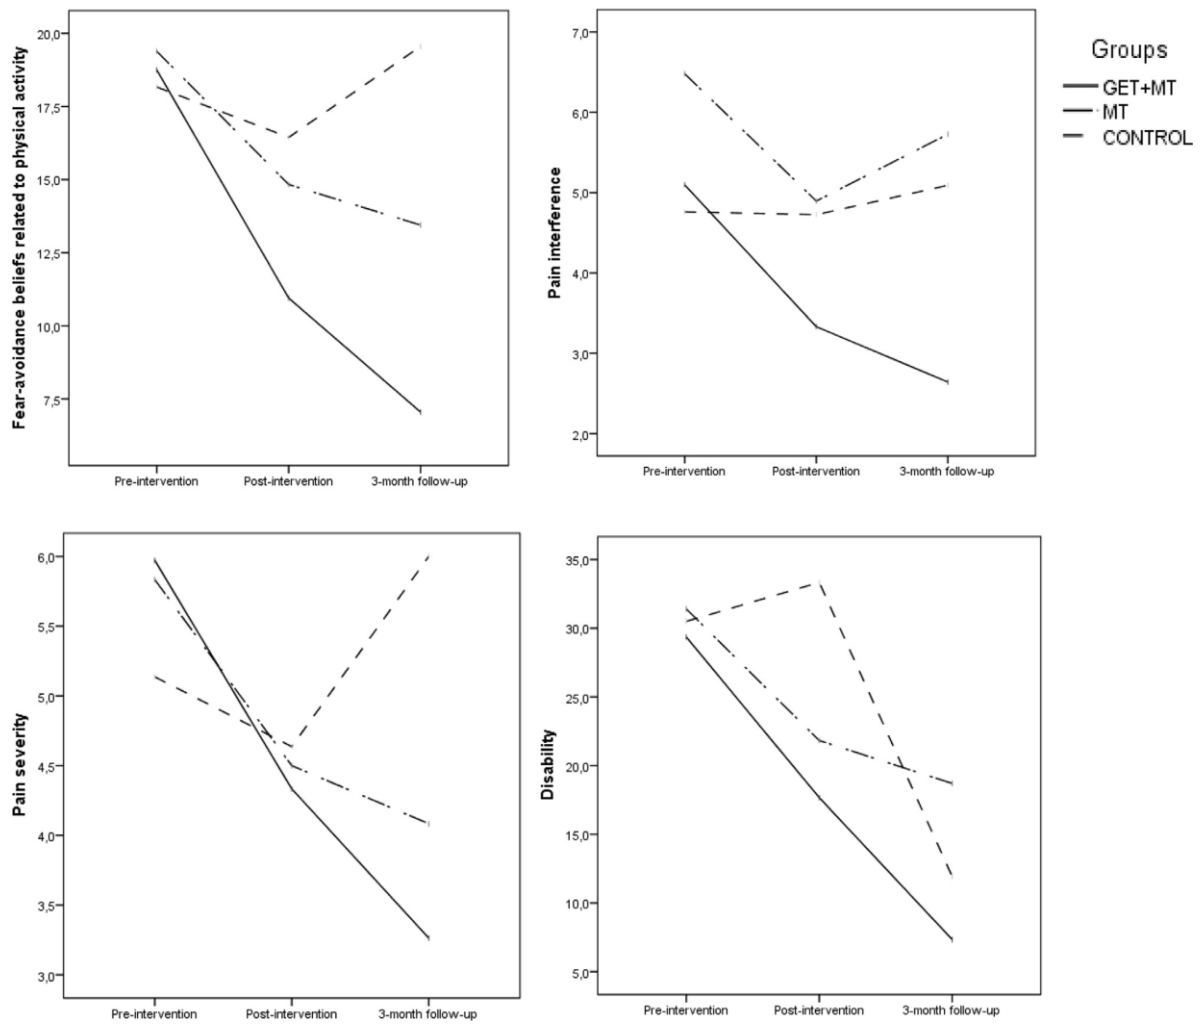 Fear-avoidance beliefs related to physical activity
20,0
17,5
15,0
12,5
10,0
7,5
Pre-intervention Post-intervention 3-month follow-up
Pain interference
7,0
6,0
5,0
4,0
3,0
2,0
Pre-intervention Post-intervention 3-month follow-up
Groups
GET+MT
MT
CONTROL
Pain severity
6,0
5,5
5,0
4,5
4,0
3,5
3,0
Pre-intervention Post-intervention 3-month follow-up
Disability
35,0
30,0
25,0
20,0
15,0
10,0
5,0
Pre-intervention Post-intervention 3-month follow-up